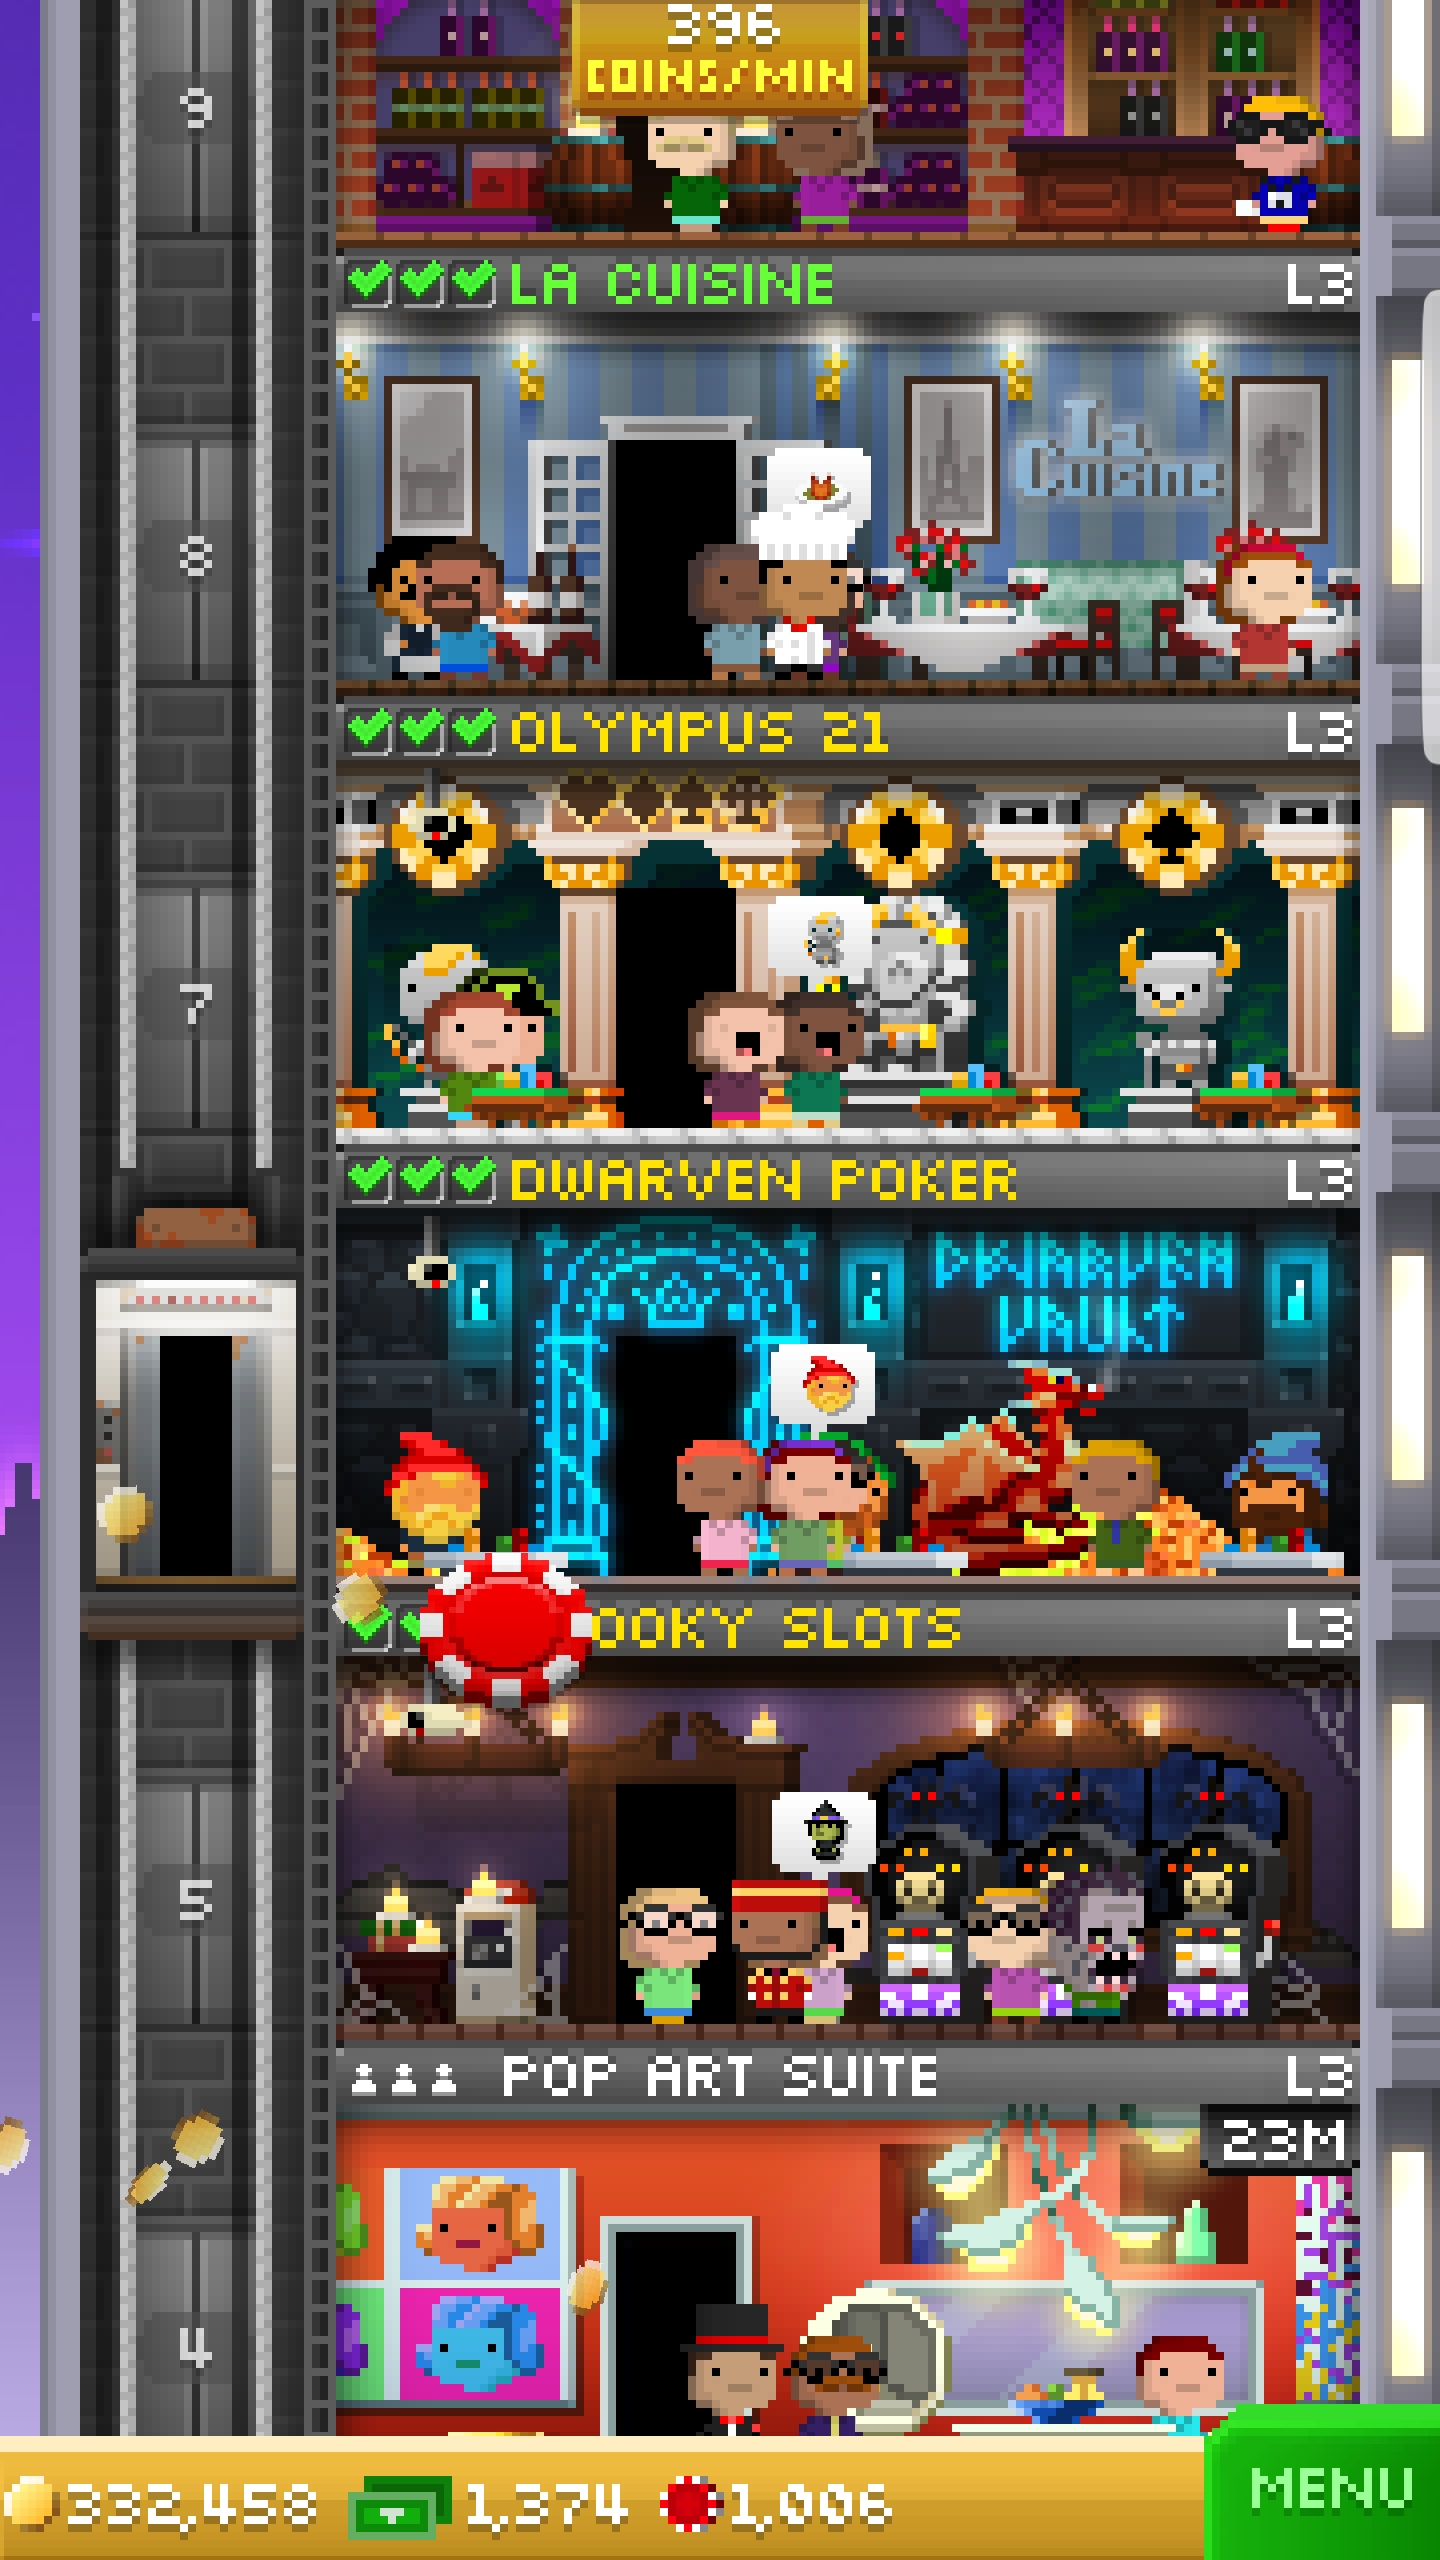 396
COINS/MIN
9
LA CUISINE L3
La
Cuisine
8
OLYMPUS 21 L3
7
DWARVEN POKER L3
DWARVEN
VAULT
OOKY SLOTS L3
5
POP ART SUITE L3
23M
4
332,458 1,374 1,006
MENU